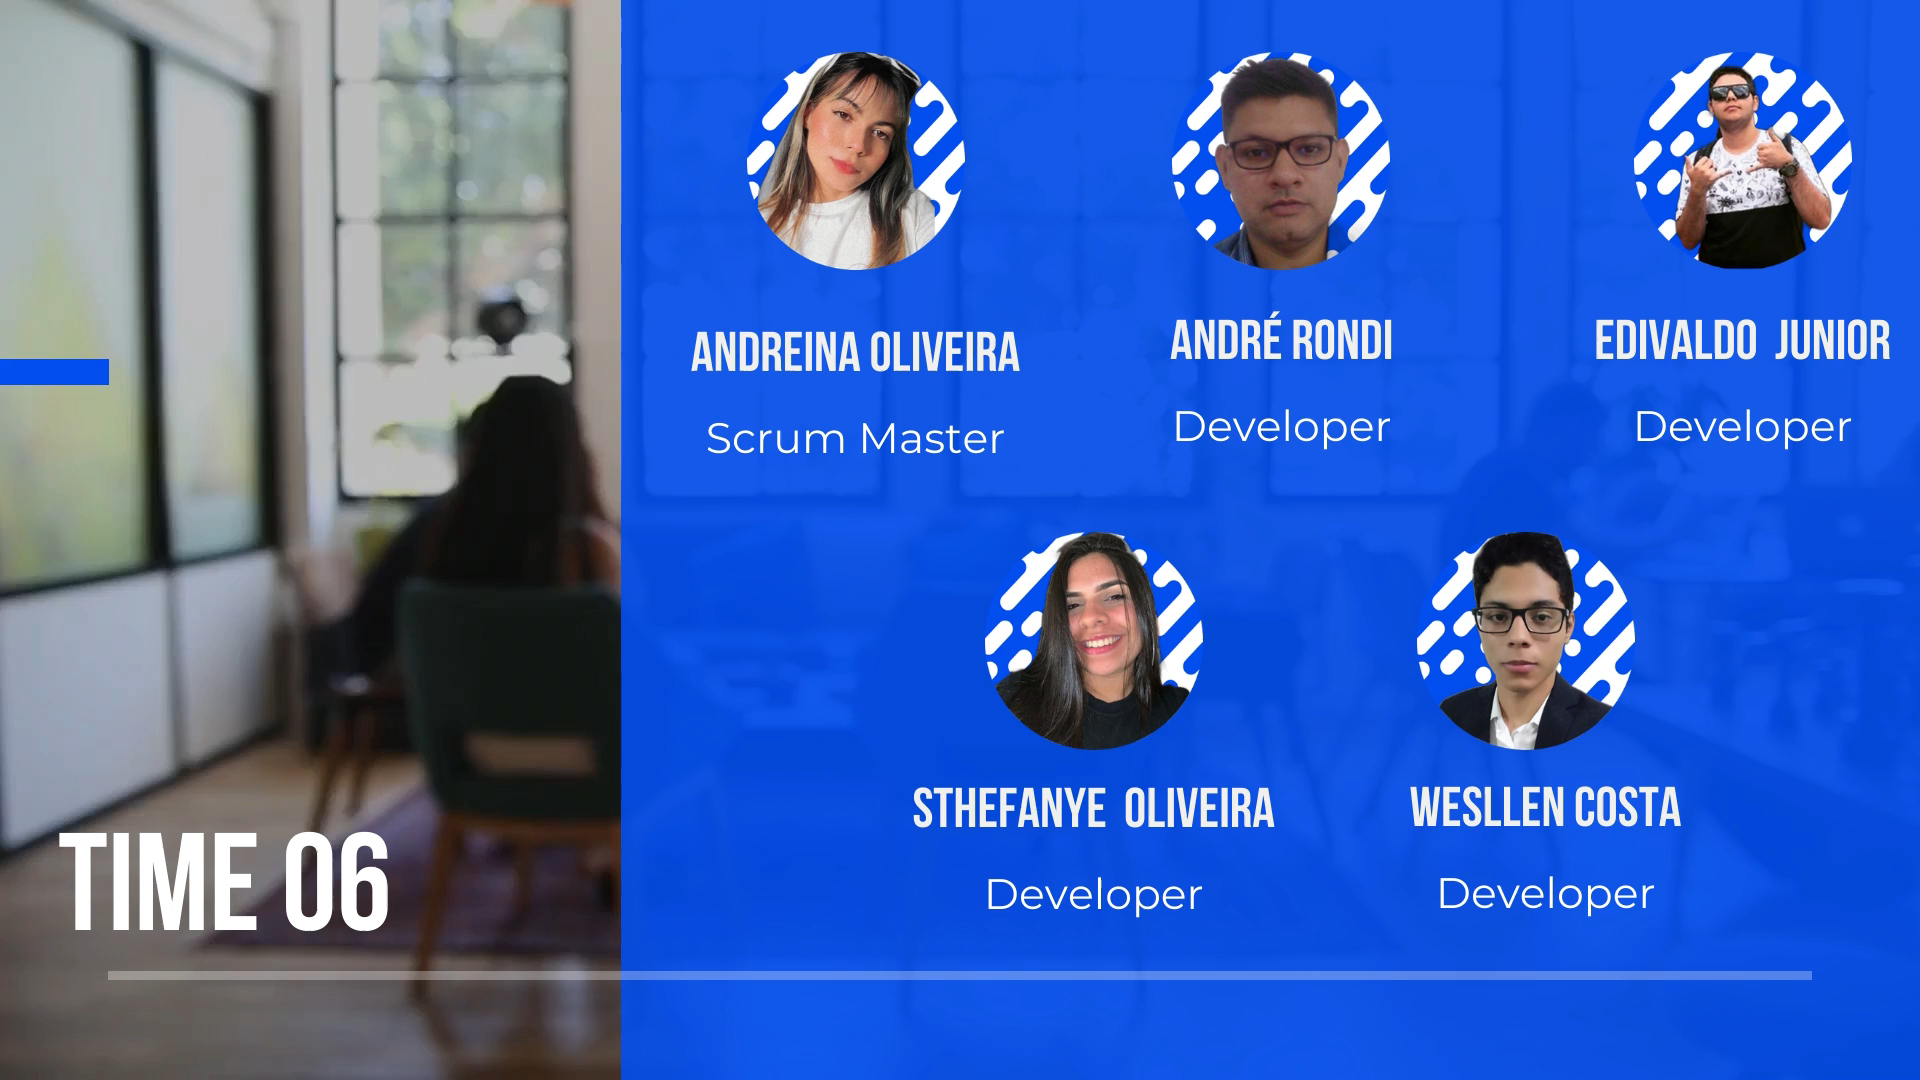 ANDREINA OLIVEIRA
Scrum Master
ANDRÉ RONDI
Developer
EDIVALDO JUNIOR
Developer
STHEFANYE OLIVEIRA
Developer
WESLLEN COSTA
Developer
TIME 06